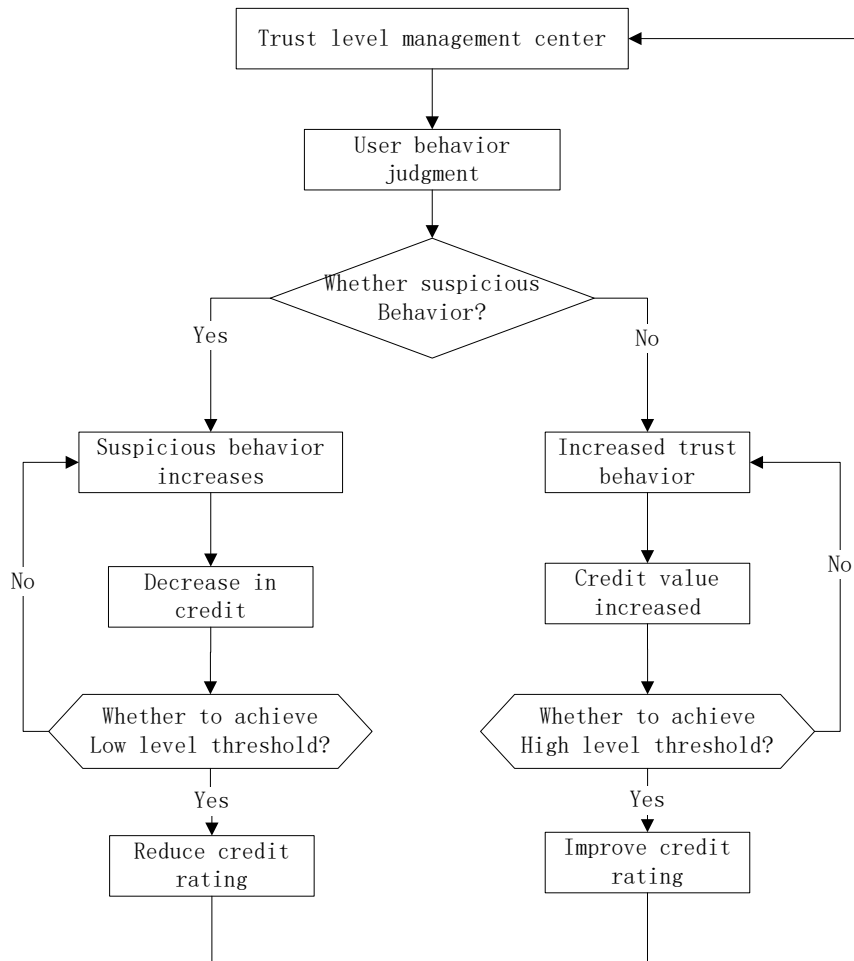 Trust level management center
User behavior
judgment
Whether suspicious
Behavior?
Yes
No
Suspicious behavior
increases
Increased trust
behavior
No
Decrease in
credit
Credit value
increased
No
Whether to achieve
Low level threshold?
Whether to achieve
High level threshold?
Yes
Yes
Reduce credit
rating
Improve credit
rating